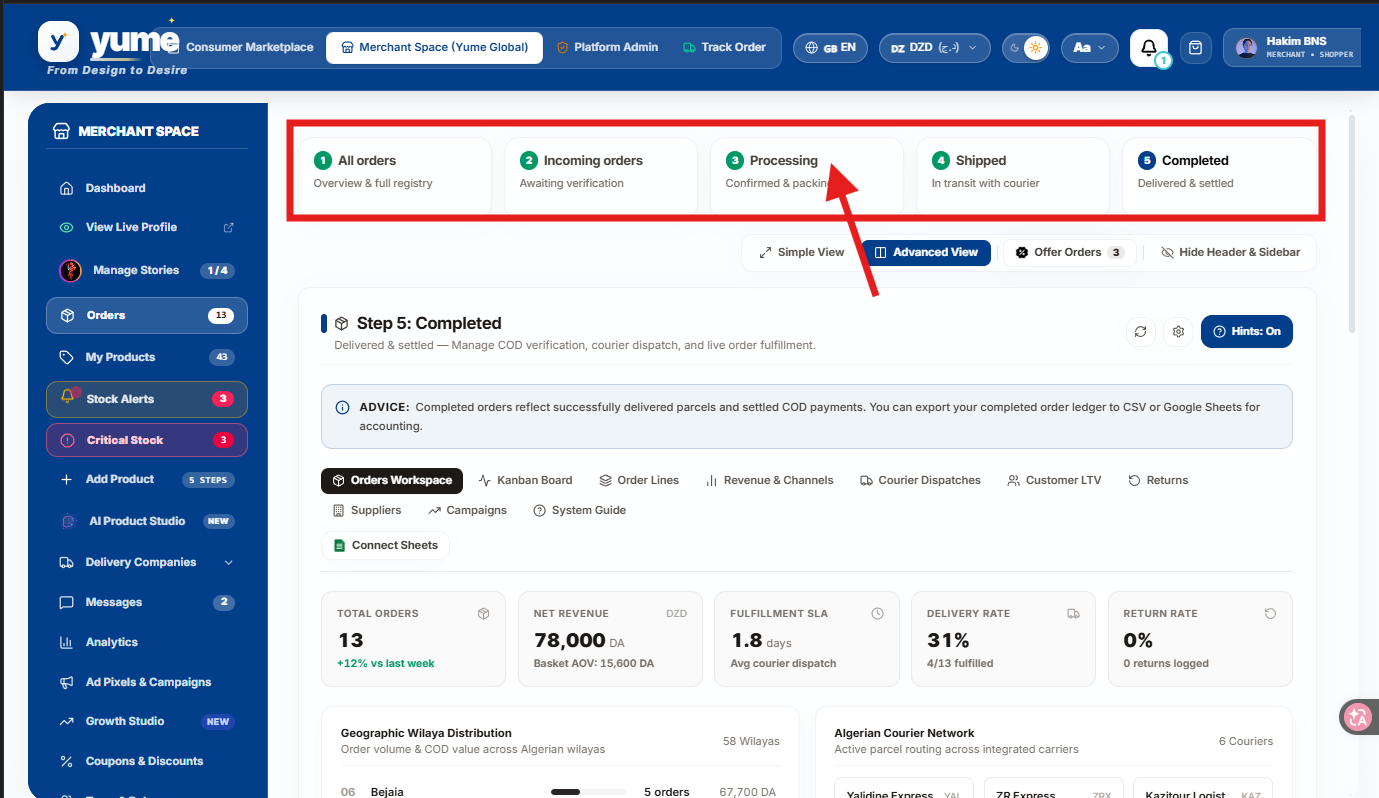 yume
From Design to Desire
Consumer Marketplace
Merchant Space (Yume Global)
Platform Admin
Track Order
GB EN
DZ DZD (د.ج)
Aa
1
Hakim BNS
MERCHANT • SHOPPER
MERCHANT SPACE
Dashboard
View Live Profile
Manage Stories 1/4
Orders 13
My Products 43
Stock Alerts 3
Critical Stock 3
Add Product 5 STEPS
AI Product Studio NEW
Delivery Companies
Messages 2
Analytics
Ad Pixels & Campaigns
Growth Studio NEW
Coupons & Discounts
1 All orders
Overview & full registry
2 Incoming orders
Awaiting verification
3 Processing
Confirmed & packing
4 Shipped
In transit with courier
5 Completed
Delivered & settled
Simple View
Advanced View
Offer Orders 3
Hide Header & Sidebar
Step 5: Completed
Delivered & settled — Manage COD verification, courier dispatch, and live order fulfillment.
Hints: On
ADVICE: Completed orders reflect successfully delivered parcels and settled COD payments. You can export your completed order ledger to CSV or Google Sheets for
accounting.
Orders Workspace
Kanban Board
Order Lines
Revenue & Channels
Courier Dispatches
Customer LTV
Returns
Suppliers
Campaigns
System Guide
Connect Sheets
TOTAL ORDERS
13
+12% vs last week
NET REVENUE DZD
78,000 DA
Basket AOV: 15,600 DA
FULFILLMENT SLA
1.8 days
Avg courier dispatch
DELIVERY RATE
31%
4/13 fulfilled
RETURN RATE
0%
0 returns logged
Geographic Wilaya Distribution
Order volume & COD value across Algerian wilayas
58 Wilayas
06 Bejaia 5 orders 67,700 DA
Algerian Courier Network
Active parcel routing across integrated carriers
6 Couriers
Yalidine Express YAL
ZR Express ZRX
Kazitour Logist KAZ